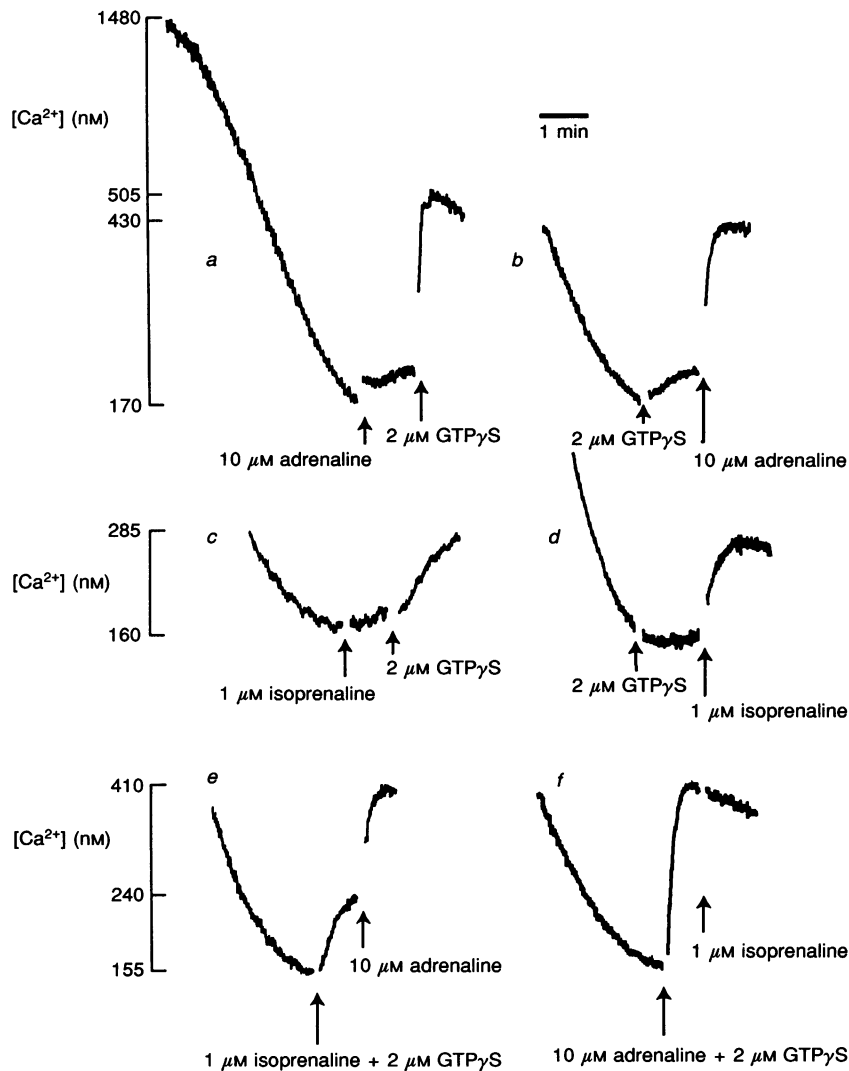 1480
[Ca²⁺] (nM)
1 min
505
430
a
b
170
2 μM GTPγS
2 μM GTPγS
10 μM adrenaline
10 μM adrenaline
285
c
d
[Ca²⁺] (nM)
160
2 μM GTPγS
2 μM GTPγS
1 μM isoprenaline
1 μM isoprenaline
410
e
f
[Ca²⁺] (nM)
240
1 μM isoprenaline
10 μM adrenaline
155
1 μM isoprenaline + 2 μM GTPγS
10 μM adrenaline + 2 μM GTPγS